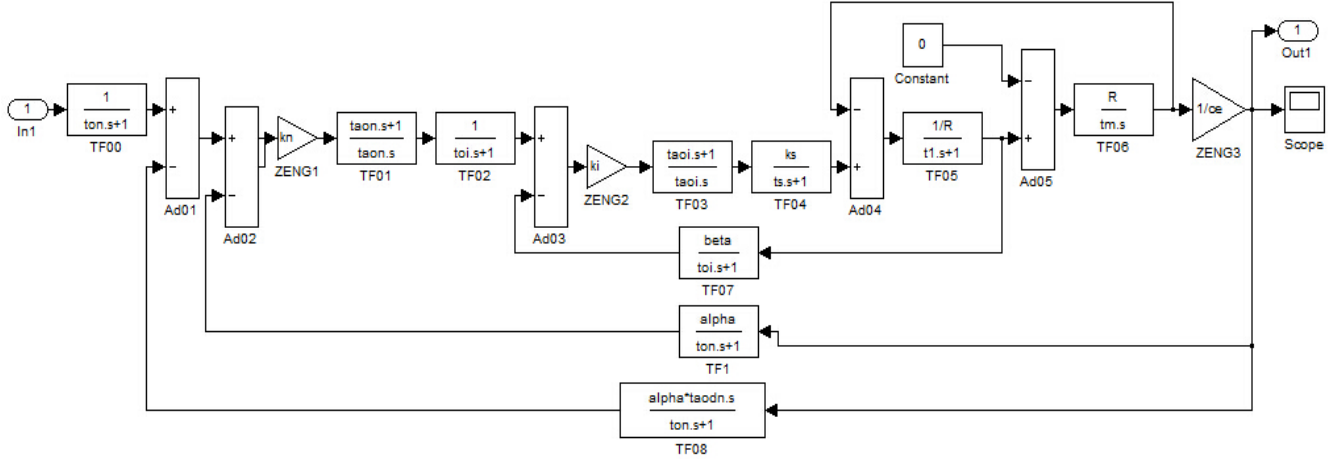 1
In1
1
ton.s+1
TF00
+
−
Ad01
+
−
Ad02
kn
ZENG1
taon.s+1
taon.s
TF01
1
toi.s+1
TF02
+
−
Ad03
ki
ZENG2
taoi.s+1
taoi.s
TF03
ks
ts.s+1
TF04
−
+
Ad04
1/R
t1.s+1
TF05
0
Constant
−
+
Ad05
R
tm.s
TF06
1/ce
ZENG3
1
Out1
Scope
beta
toi.s+1
TF07
alpha
ton.s+1
TF1
alpha*taodn.s
ton.s+1
TF08